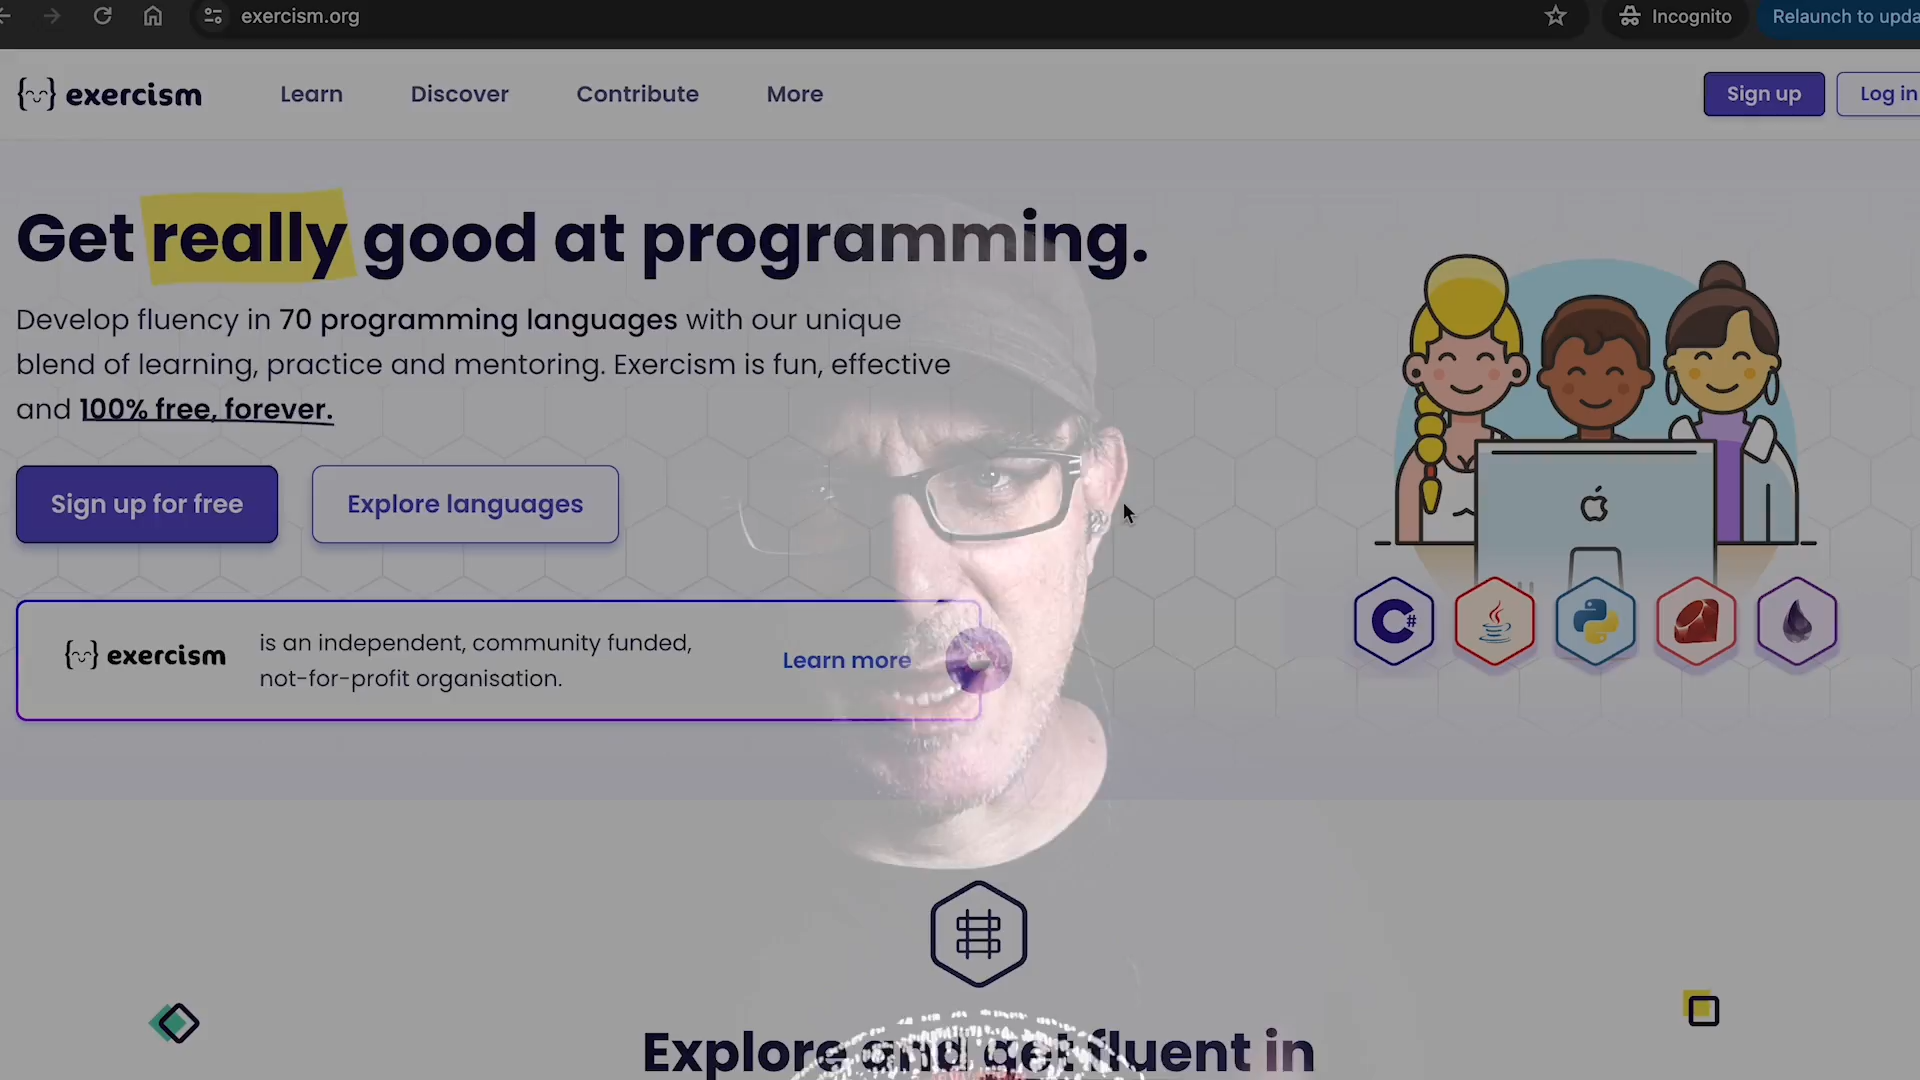 exercism.org
Incognito
Relaunch to upda
exercism
Learn
Discover
Contribute
More
Sign up
Log in
Get really good at programming.
Develop fluency in 70 programming languages with our unique
blend of learning, practice and mentoring. Exercism is fun, effective
and 100% free, forever.
Sign up for free
Explore languages
exercism
is an independent, community funded,
not-for-profit organisation.
Learn more
C#
Explore and get fluent in